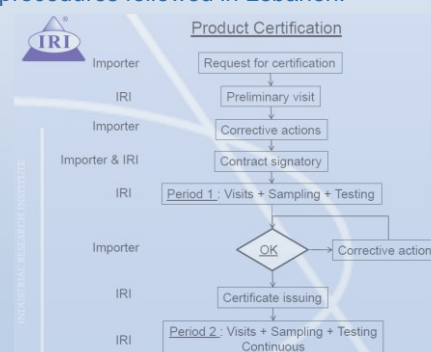 procedures followed in Lebanon.
IRI
Product Certification
Importer
Request for certification
IRI
Preliminary visit
Importer
Corrective actions
Importer & IRI
Contract signatory
IRI
Period 1 : Visits + Sampling + Testing
Importer
OK
Corrective action
IRI
Certificate issuing
IRI
Period 2 : Visits + Sampling + Testing
Continuous
INDUSTRIAL RESEARCH INSTITUTE